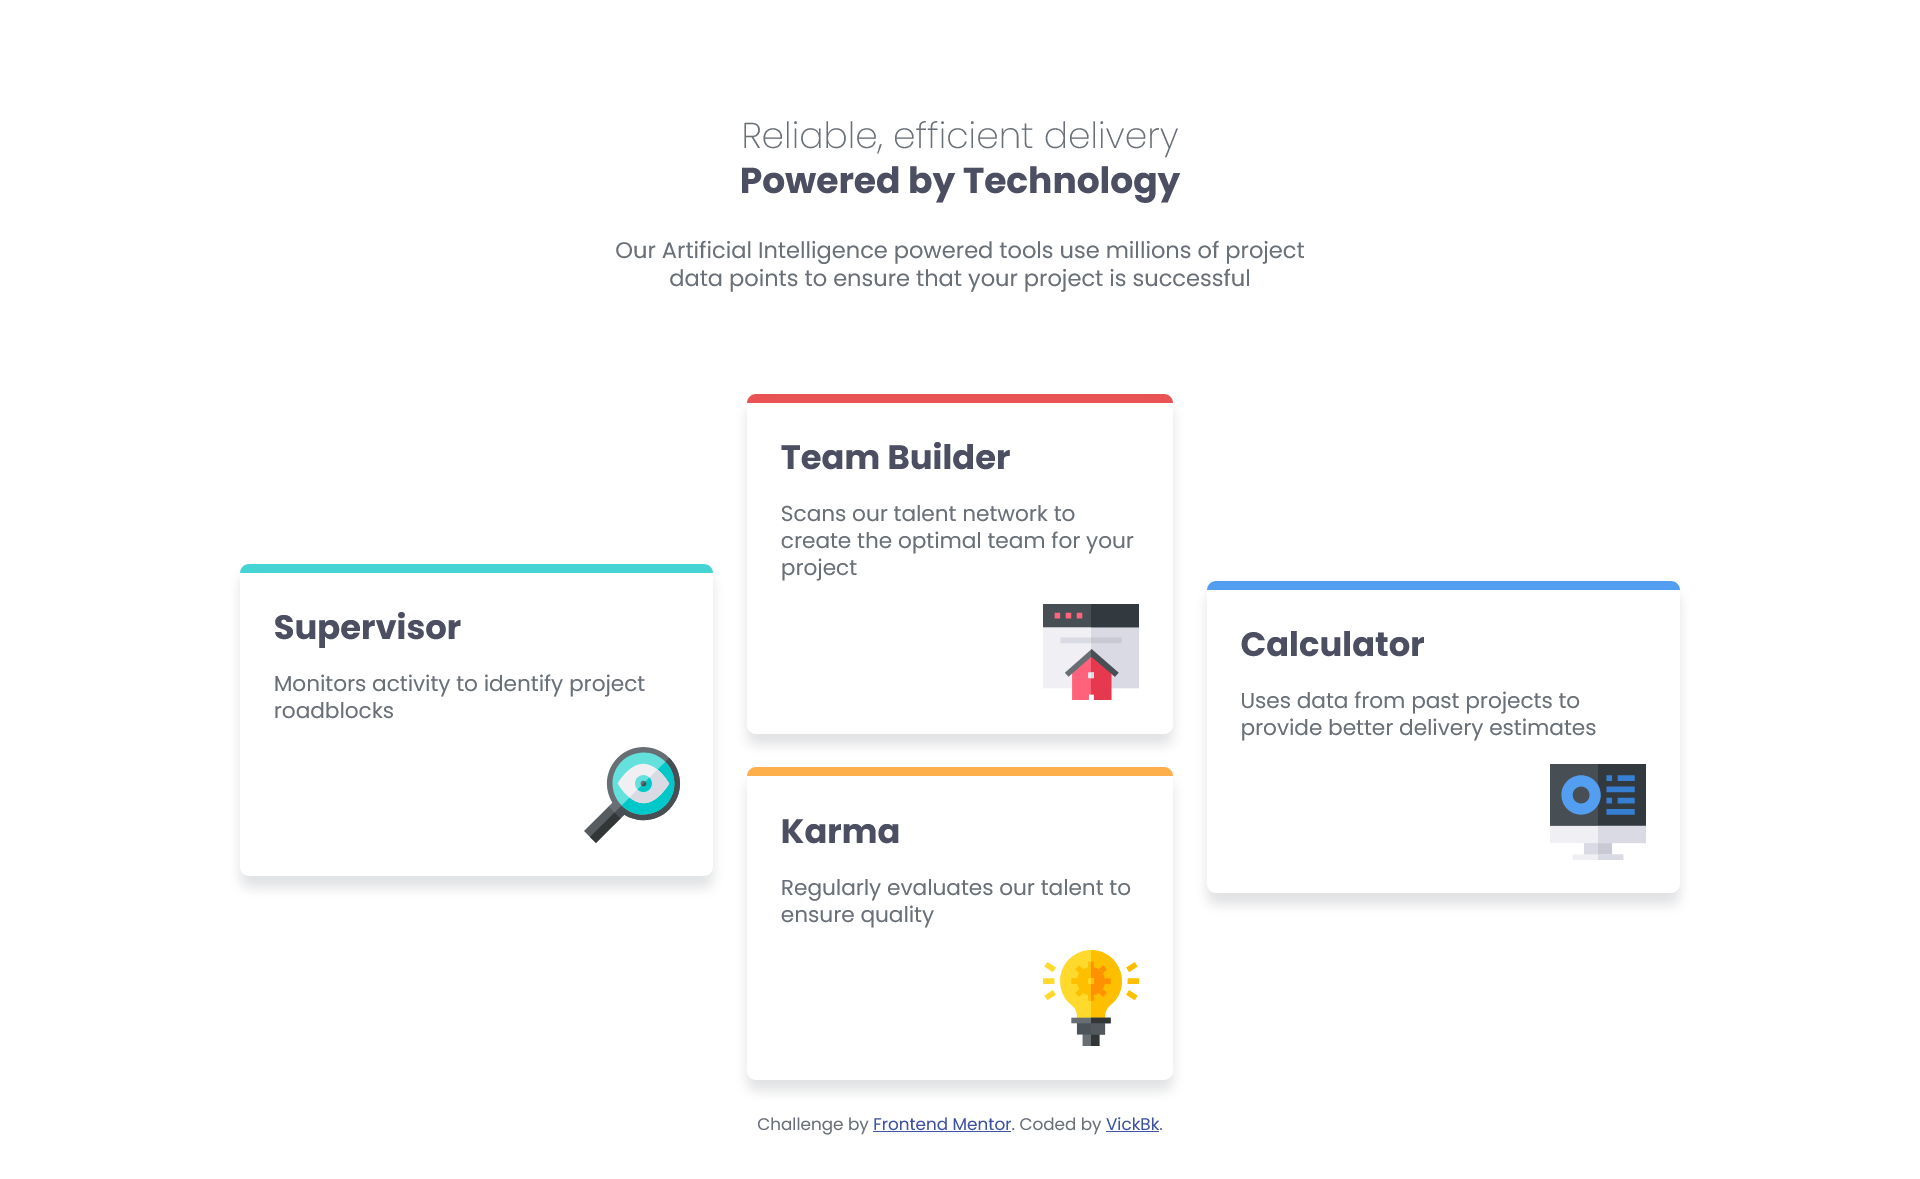 Reliable, efficient delivery
Powered by Technology
Our Artificial Intelligence powered tools use millions of project
data points to ensure that your project is successful
Supervisor
Monitors activity to identify project
roadblocks
Team Builder
Scans our talent network to
create the optimal team for your
project
Karma
Regularly evaluates our talent to
ensure quality
Calculator
Uses data from past projects to
provide better delivery estimates
Challenge by Frontend Mentor. Coded by VickBk.